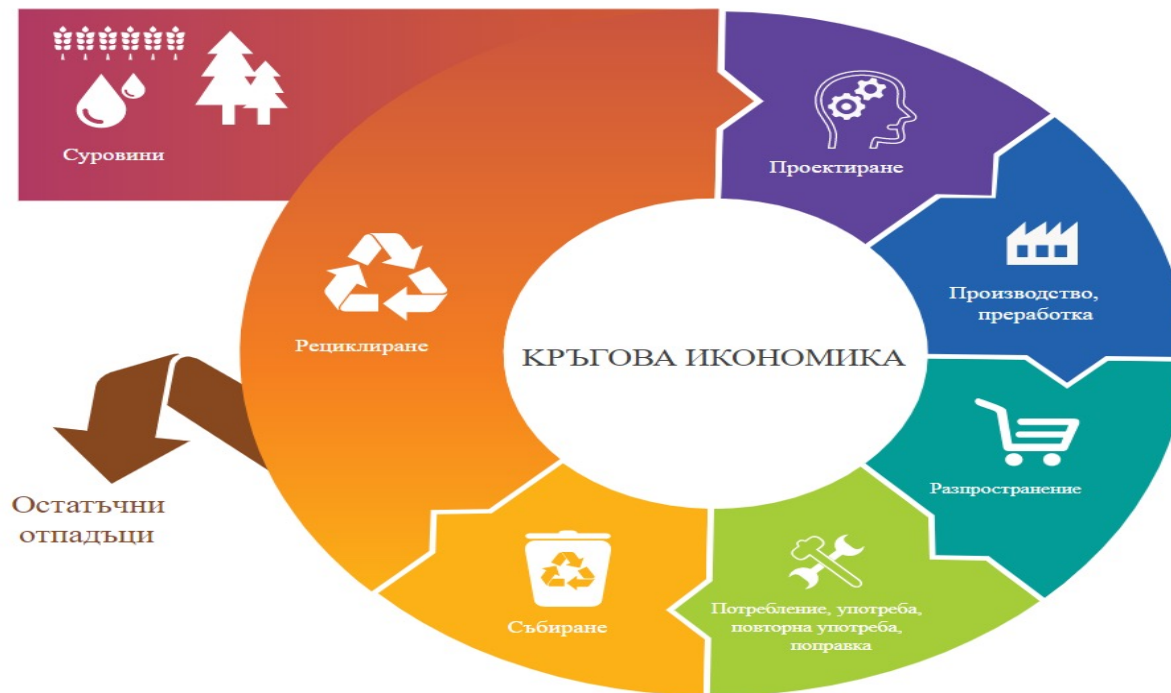 Суровини
Проектиране
Производство,
преработка
Рециклиране
КРЪГОВА ИКОНОМИКА
Разпространение
Остатъчни
отпадъци
Потребление, употреба,
повторна употреба,
поправка
Събиране